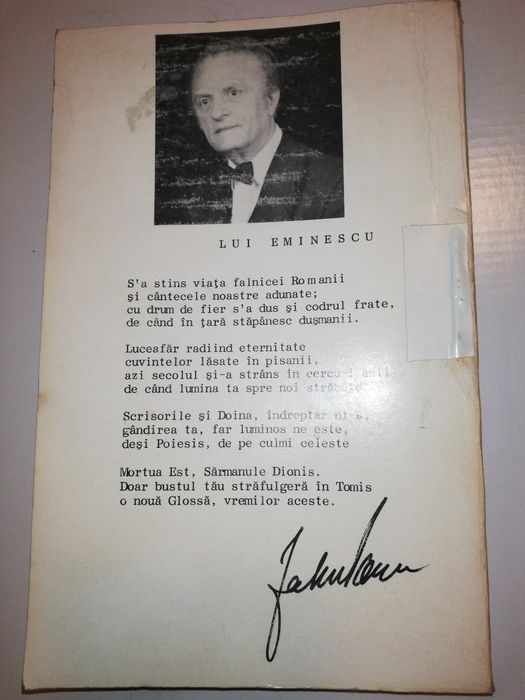 LUI EMINESCU
S'a stins viaţa falnicei Romanii
şi cântecele noastre adunate;
cu drum de fier s'a dus şi codrul frate,
de când în ţară stăpânesc duşmanii.
Luceafăr radiind eternitate
cuvintelor lăsate în pisanii,
azi secolul şi-a strâns în cercu-i anii
de când lumina ta spre noi străbate.
Scrisorile şi Doina, îndreptar
gândirea ta, far luminos ne este,
deşi Poiesis, de pe culmi celeste
Mortua Est, Sărmanule Dionis.
Doar bustul tău străfulgeră în Tomis
o nouă Glossă, vremilor aceste.